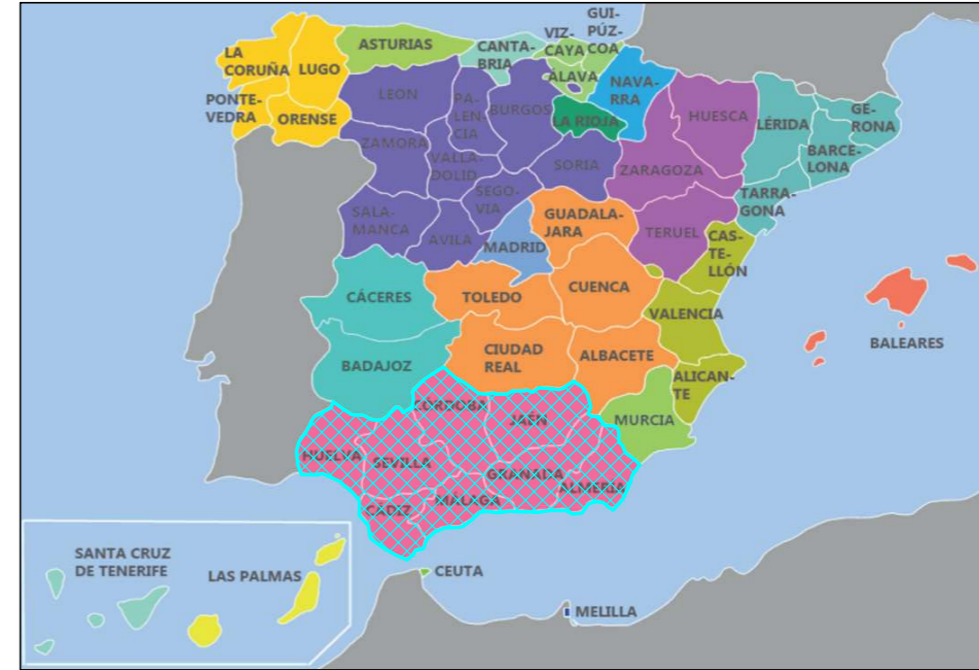 LA
CORUÑA
LUGO
PONTE-
VEDRA
ORENSE
ASTURIAS
CANTA-
BRIA
VIZ-
CAYA
GUI-
PÚZ-
COA
ÁLAVA
NAVA-
RRA
LA RIOJA
LEON
PA-
LEN-
CIA
BURGOS
ZAMORA
VALLA-
DOLID
SORIA
SEGO-
VIA
SALA-
MANCA
AVILA
MADRID
HUESCA
ZARAGOZA
TERUEL
LÉRIDA
GE-
RONA
BARCE-
LONA
TARRA-
GONA
GUADALA-
JARA
CAS-
TE-
LLÓN
CÁCERES
TOLEDO
CUENCA
VALENCIA
BALEARES
BADAJOZ
CIUDAD
REAL
ALBACETE
ALICAN-
TE
MURCIA
CÓRDOBA
JAÉN
HUELVA
SEVILLA
GRANADA
ALMERÍA
CÁDIZ
MÁLAGA
SANTA CRUZ
DE TENERIFE
LAS PALMAS
CEUTA
MELILLA